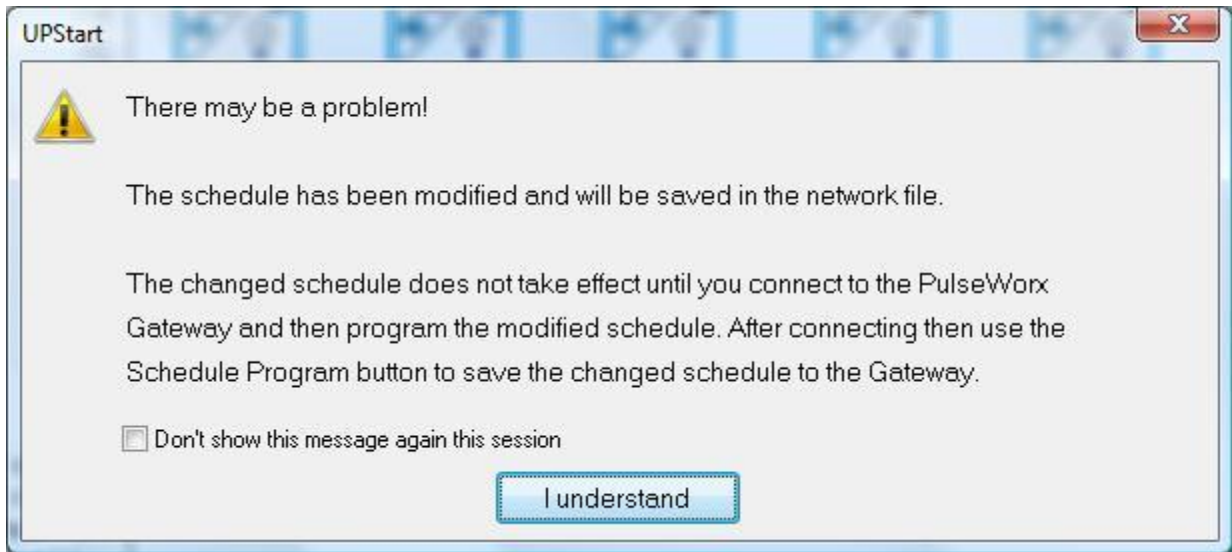 UPStart
There may be a problem!
The schedule has been modified and will be saved in the network file.
The changed schedule does not take effect until you connect to the PulseWorx
Gateway and then program the modified schedule. After connecting then use the
Schedule Program button to save the changed schedule to the Gateway.
Don't show this message again this session
I understand